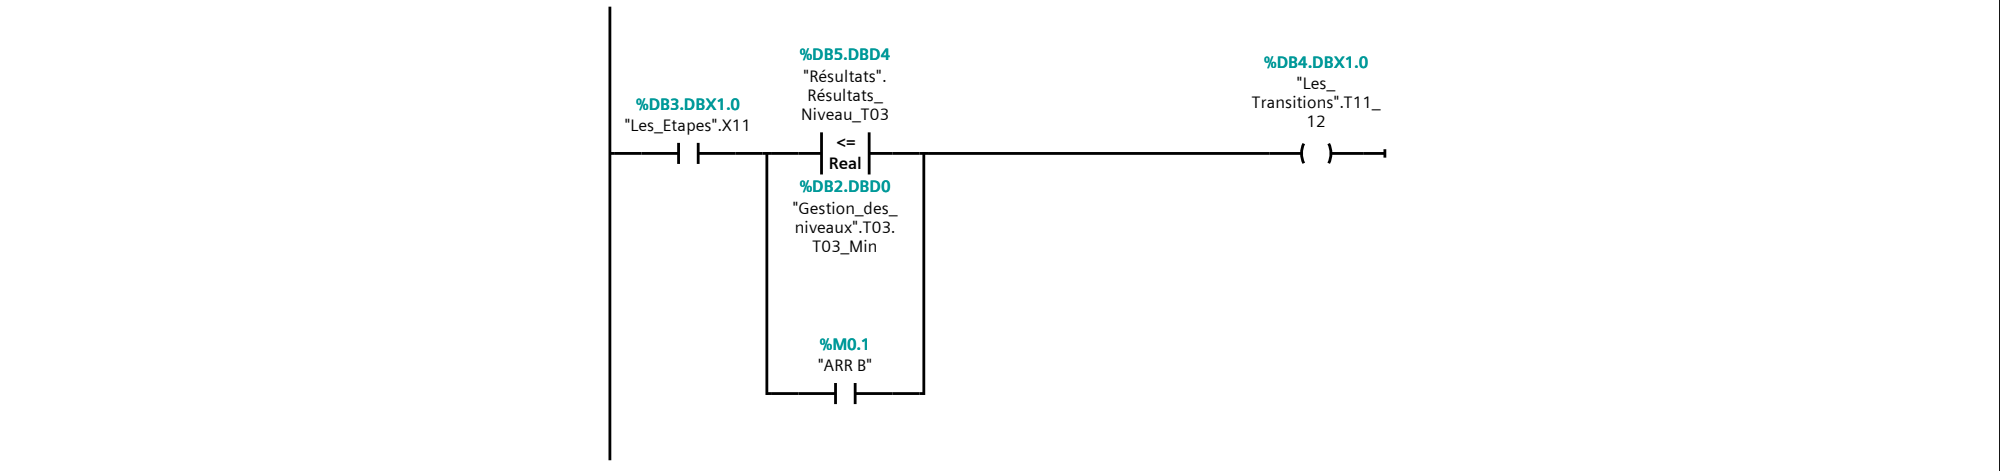 %DB5.DBD4
"Résultats".
Résultats_
Niveau_T03
%DB4.DBX1.0
"Les_
Transitions".T11_
12
%DB3.DBX1.0
"Les_Etapes".X11
<=
Real
%DB2.DBD0
"Gestion_des_
niveaux".T03.
T03_Min
%M0.1
"ARR B"